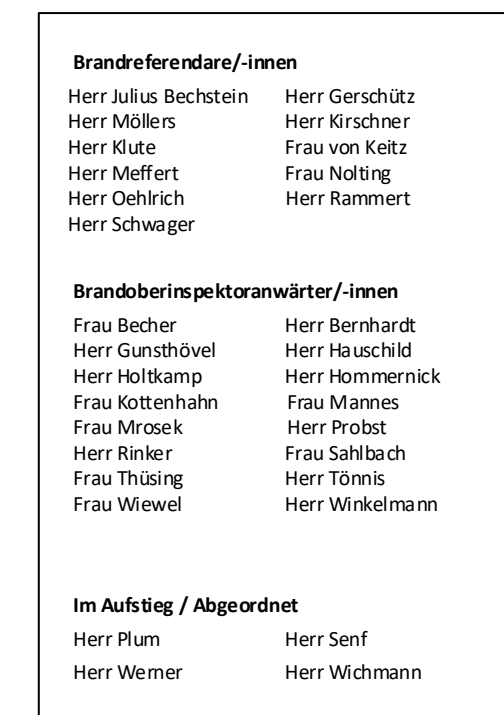 Brandreferendare/-innen
Herr Julius Bechstein Herr Gerschütz
Herr Möllers Herr Kirschner
Herr Klute Frau von Keitz
Herr Meffert Frau Nolting
Herr Oehlrich Herr Rammert
Herr Schwager
Brandoberinspektoranwärter/-innen
Frau Becher Herr Bernhardt
Herr Gunsthövel Herr Hauschild
Herr Holtkamp Herr Hommernick
Frau Kottenhahn Frau Mannes
Frau Mrosek Herr Probst
Herr Rinker Frau Sahlbach
Frau Thüsing Herr Tönnis
Frau Wiewel Herr Winkelmann
Im Aufstieg / Abgeordnet
Herr Plum Herr Senf
Herr Werner Herr Wichmann